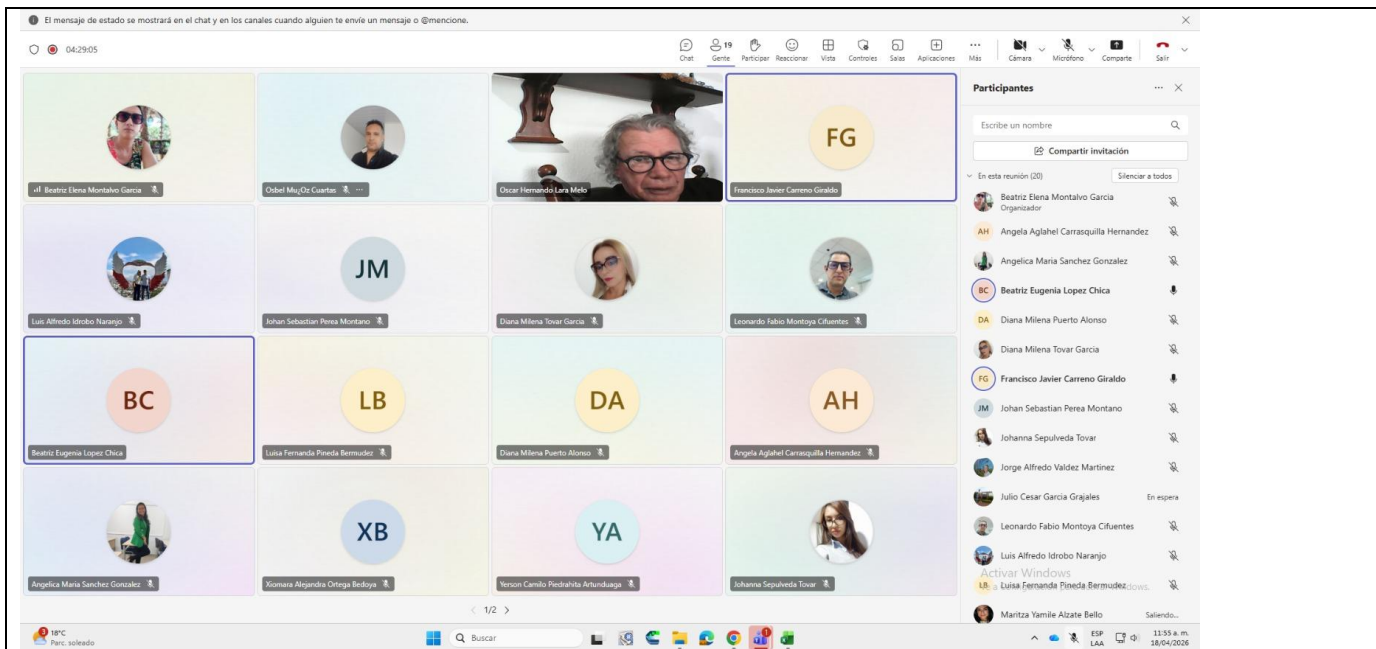 El mensaje de estado se mostrará en el chat y en los canales cuando alguien te envíe un mensaje o @mencione.
04:29:05
Chat
19
Gente
Participar
Reaccionar
Vista
Controles
Salas
Aplicaciones
Más
Cámara
Micrófono
Comparte
Salir
Beatriz Elena Montalvo Garcia
Osbel Mu¿Oz Cuartas
Oscar Hernando Lara Melo
FG
Francisco Javier Carreno Giraldo
Luis Alfredo Idrobo Naranjo
JM
Johan Sebastian Perea Montano
Diana Milena Tovar Garcia
Leonardo Fabio Montoya Cifuentes
BC
Beatriz Eugenia Lopez Chica
LB
Luisa Fernanda Pineda Bermudez
DA
Diana Milena Puerto Alonso
AH
Angela Aglahel Carrasquilla Hernandez
Angelica Maria Sanchez Gonzalez
XB
Xiomara Alejandra Ortega Bedoya
YA
Yerson Camilo Piedrahita Artunduaga
Johanna Sepulveda Tovar
1/2
Participantes
Escribe un nombre
Compartir invitación
En esta reunión (20)
Silenciar a todos
Beatriz Elena Montalvo Garcia
Organizador
AH Angela Aglahel Carrasquilla Hernandez
Angelica Maria Sanchez Gonzalez
BC Beatriz Eugenia Lopez Chica
DA Diana Milena Puerto Alonso
Diana Milena Tovar Garcia
FG Francisco Javier Carreno Giraldo
JM Johan Sebastian Perea Montano
Johanna Sepulveda Tovar
Jorge Alfredo Valdez Martinez
Julio Cesar Garcia Grajales En espera
Leonardo Fabio Montoya Cifuentes
Luis Alfredo Idrobo Naranjo
Activar Windows
LB Luisa Fernanda Pineda Bermudez
Maritza Yamile Alzate Bello Saliendo...
3
18°C
Parc. soleado
Buscar
ESP
LAA
11:55 a. m.
18/04/2026